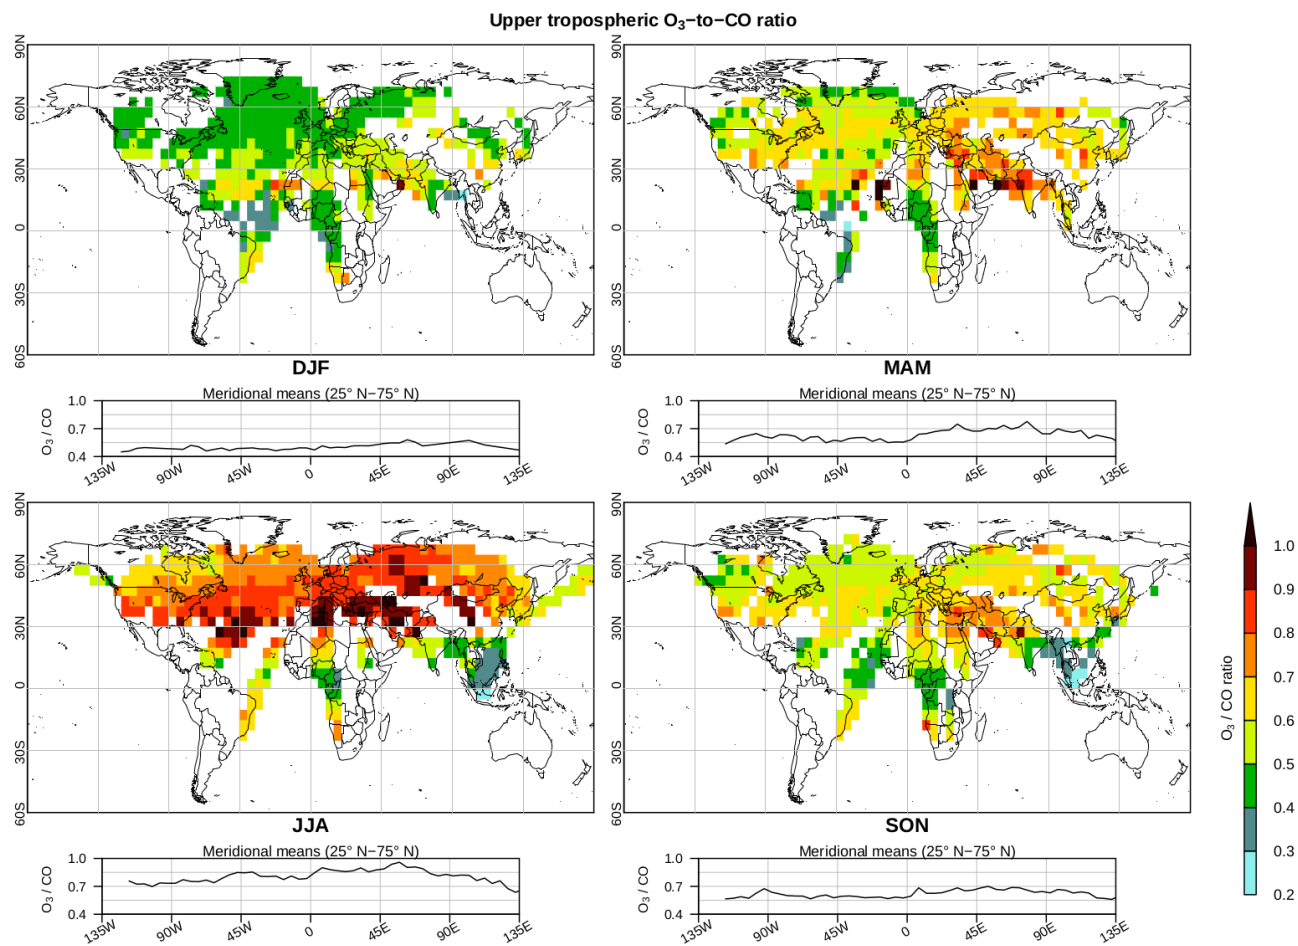 Upper tropospheric O₃−to−CO ratio
90N
60N
30N
0
30S
60S
90N
60N
30N
0
30S
60S
DJF
MAM
Meridional means (25° N−75° N)
O₃ / CO
1.0
0.7
0.4
135W
90W
45W
0
45E
90E
135E
Meridional means (25° N−75° N)
O₃ / CO
1.0
0.7
0.4
135W
90W
45W
0
45E
90E
135E
90N
60N
30N
0
30S
60S
90N
60N
30N
0
30S
60S
JJA
SON
Meridional means (25° N−75° N)
O₃ / CO
1.0
0.7
0.4
135W
90W
45W
0
45E
90E
135E
Meridional means (25° N−75° N)
O₃ / CO
1.0
0.7
0.4
135W
90W
45W
0
45E
90E
135E
O₃ / CO ratio
1.0
0.9
0.8
0.7
0.6
0.5
0.4
0.3
0.2